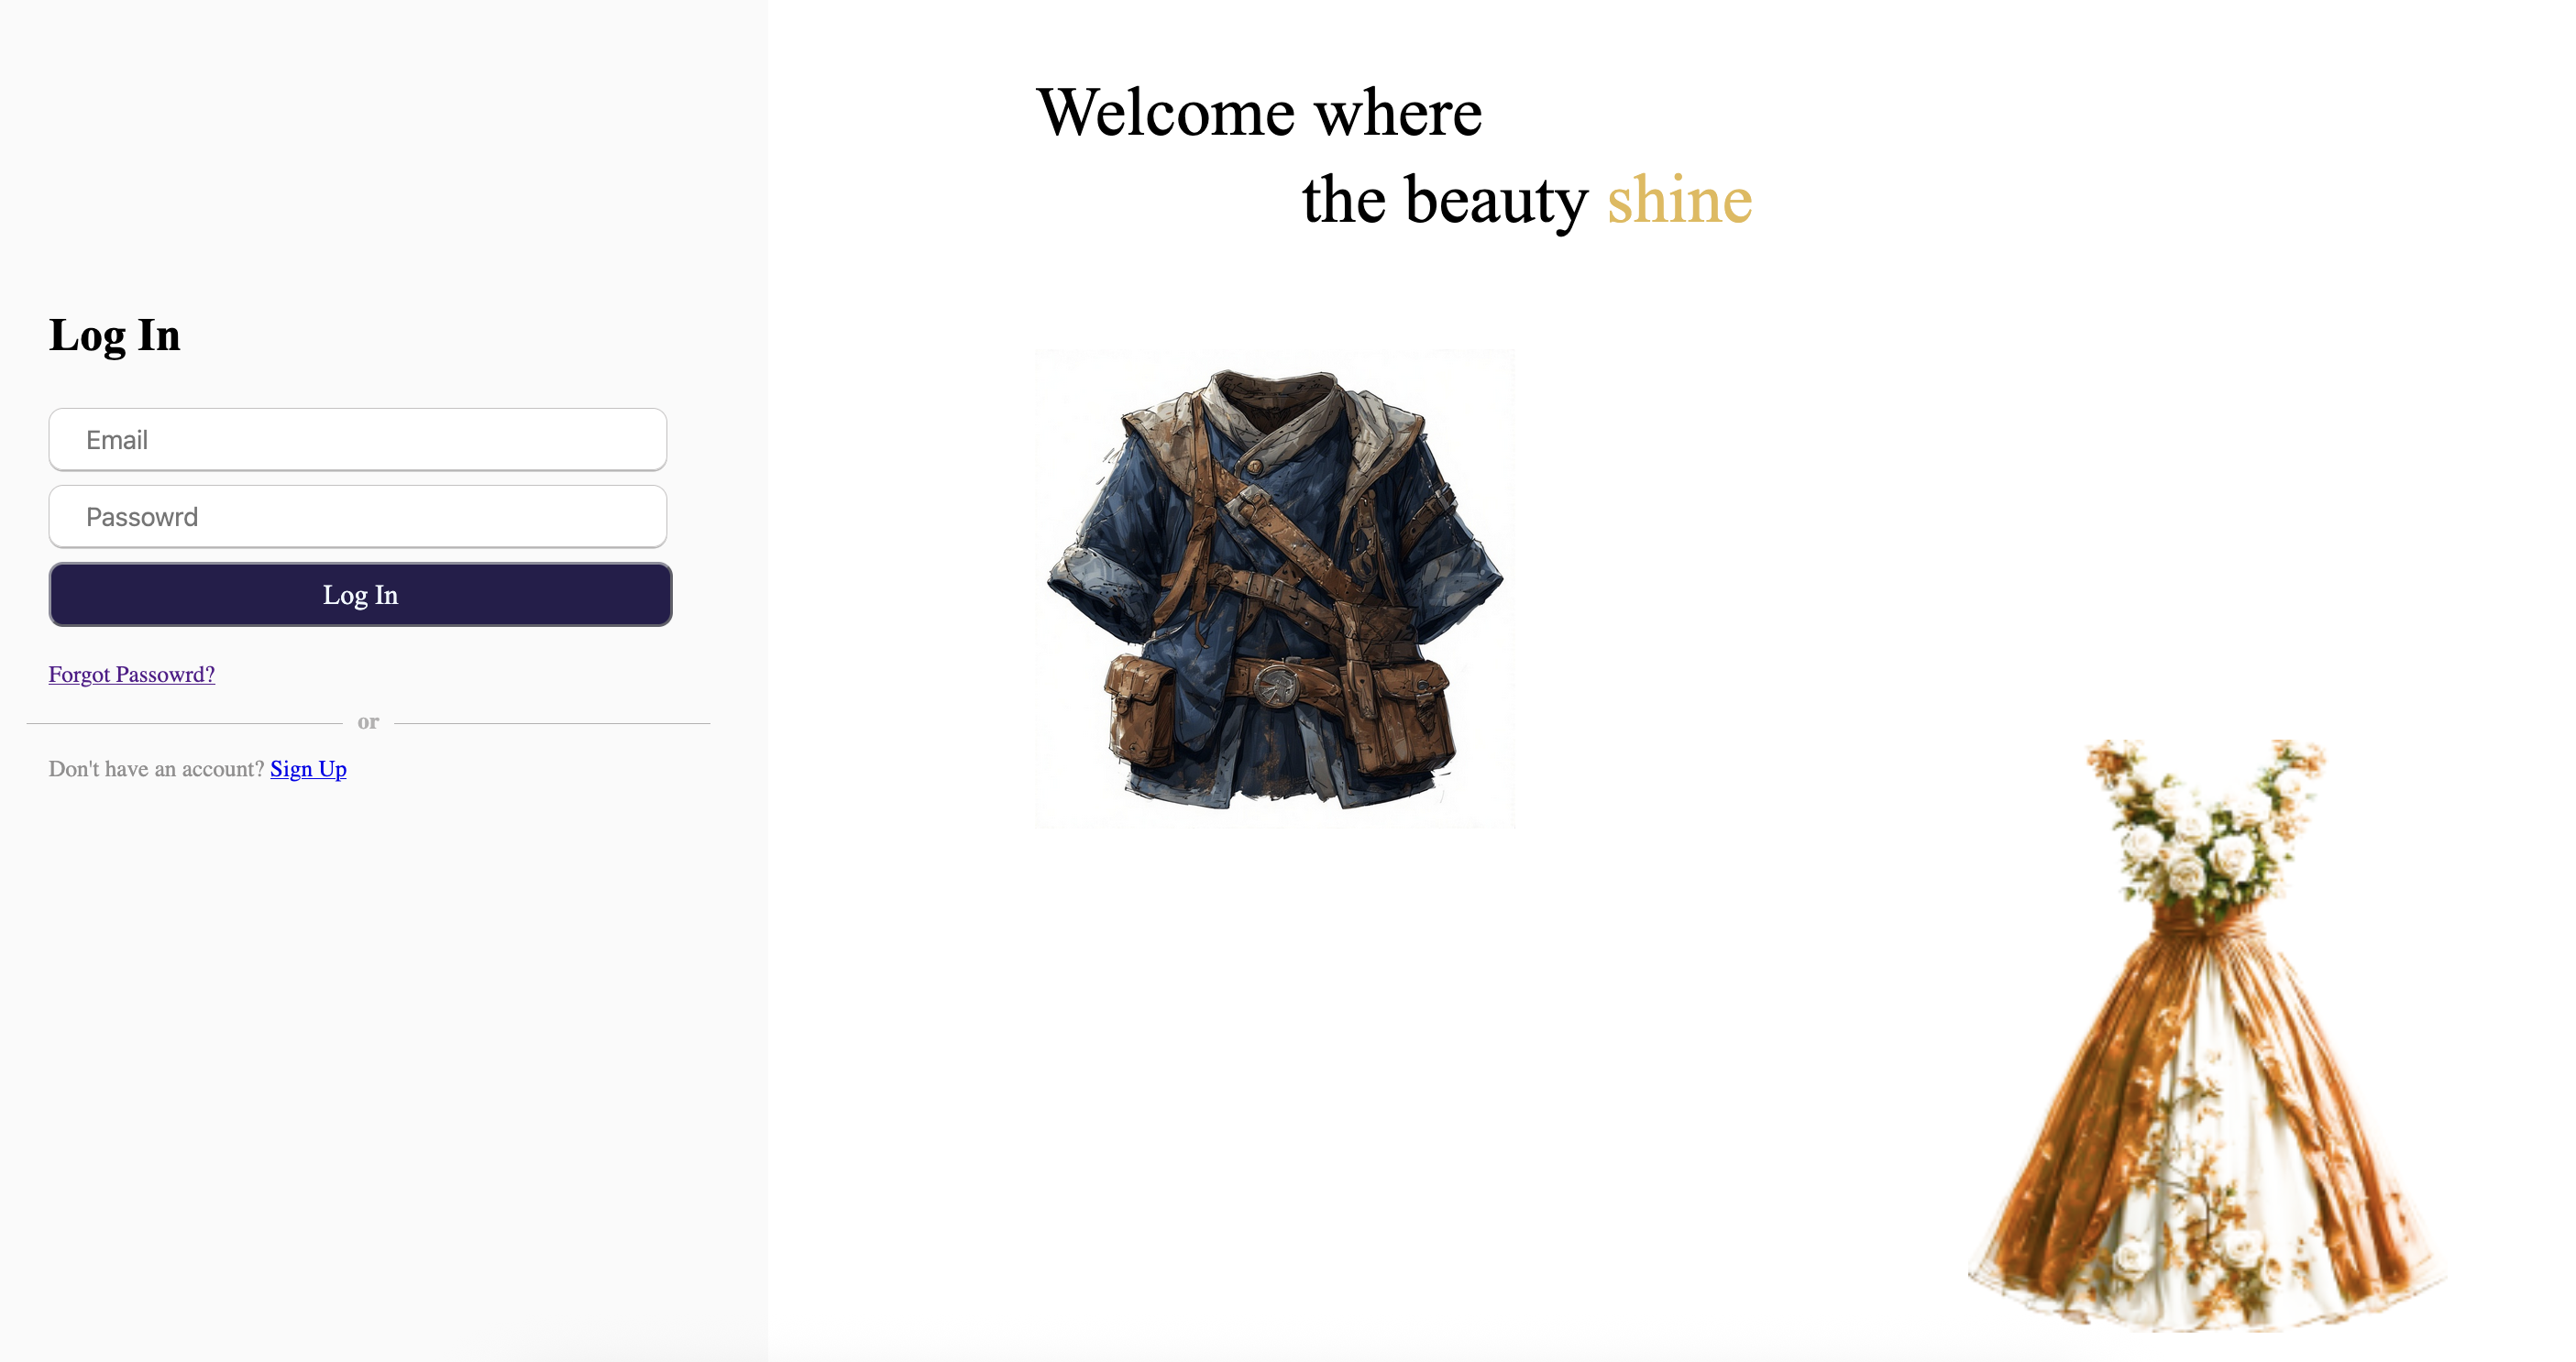 Welcome where
the beauty shine
Log In
Email
Passowrd
Log In
Forgot Passowrd?
or
Don't have an account? Sign Up